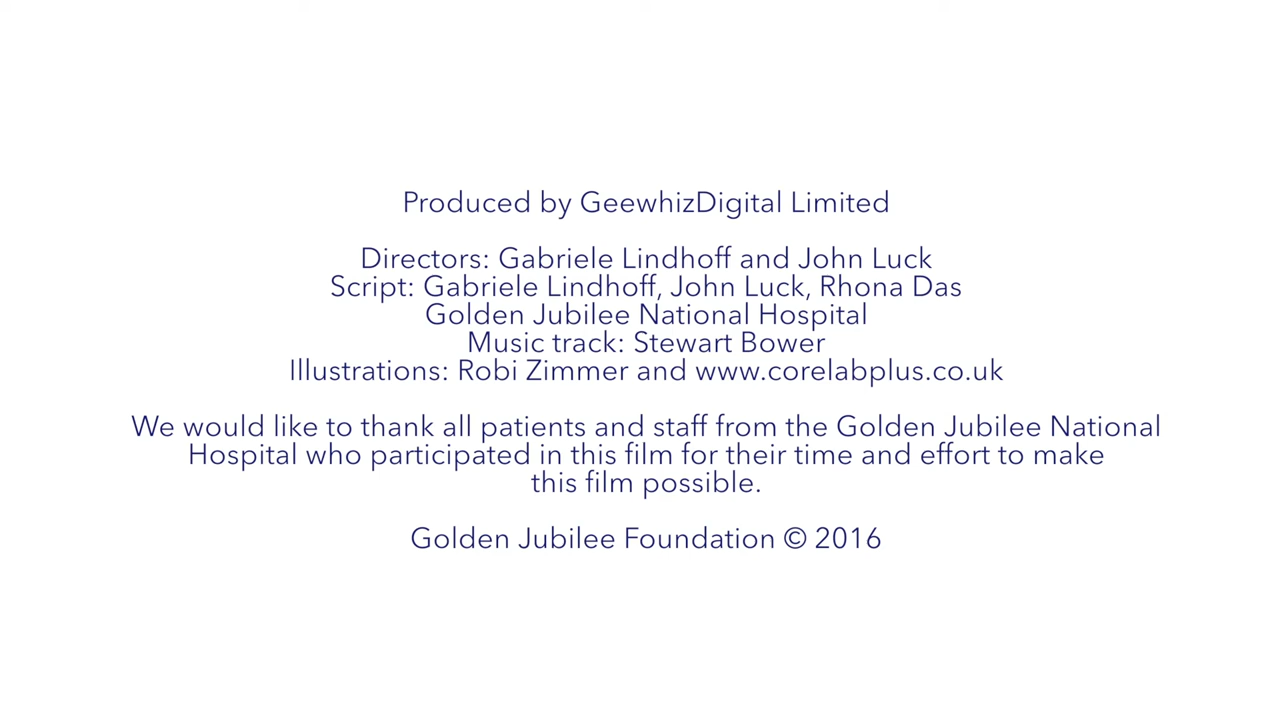 Produced by GeewhizDigital Limited
Directors: Gabriele Lindhoff and John Luck
Script: Gabriele Lindhoff, John Luck, Rhona Das
Golden Jubilee National Hospital
Music track: Stewart Bower
Illustrations: Robi Zimmer and www.corelabplus.co.uk
We would like to thank all patients and staff from the Golden Jubilee National
Hospital who participated in this film for their time and effort to make
this film possible.
Golden Jubilee Foundation © 2016